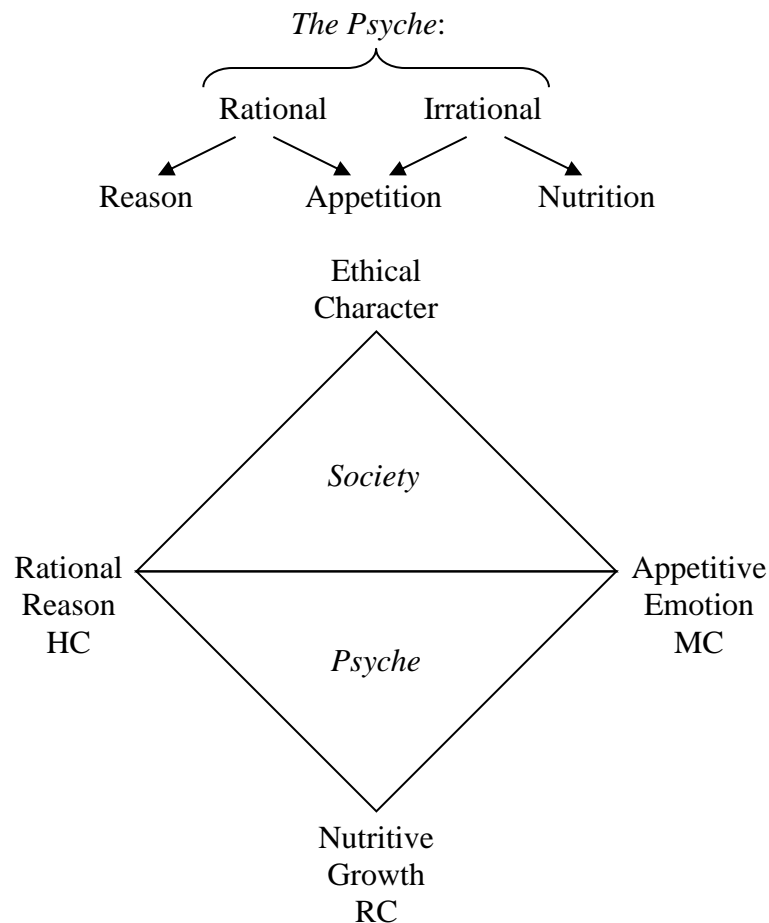 The Psyche:
Rational Irrational
Reason Appetition Nutrition
Ethical
Character
Society
Rational
Reason
HC
Appetitive
Emotion
MC
Psyche
Nutritive
Growth
RC